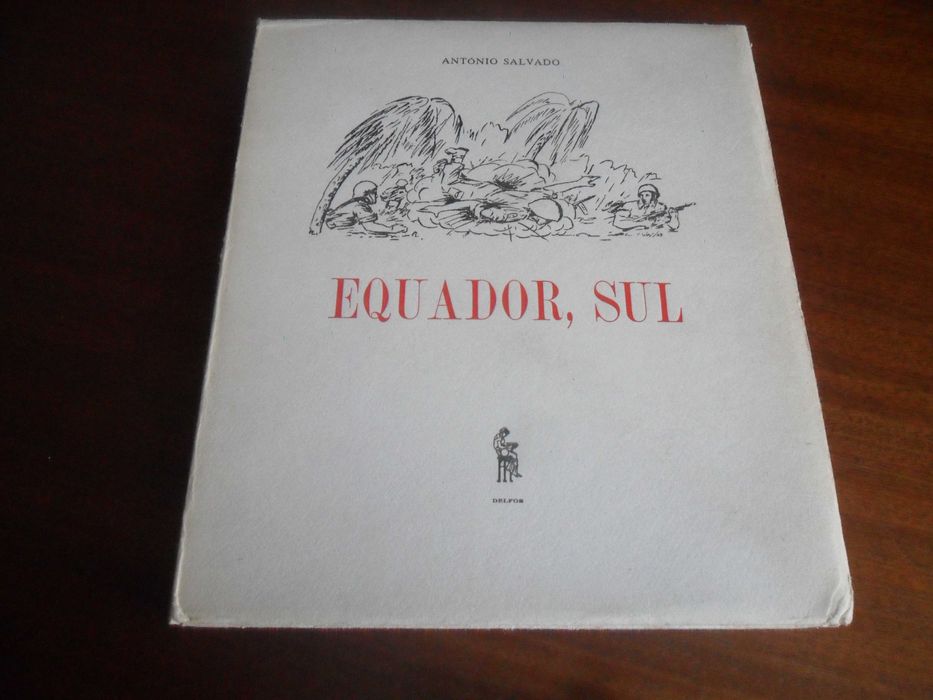 ANTÓNIO SALVADO
EQUADOR, SUL
DELFOS